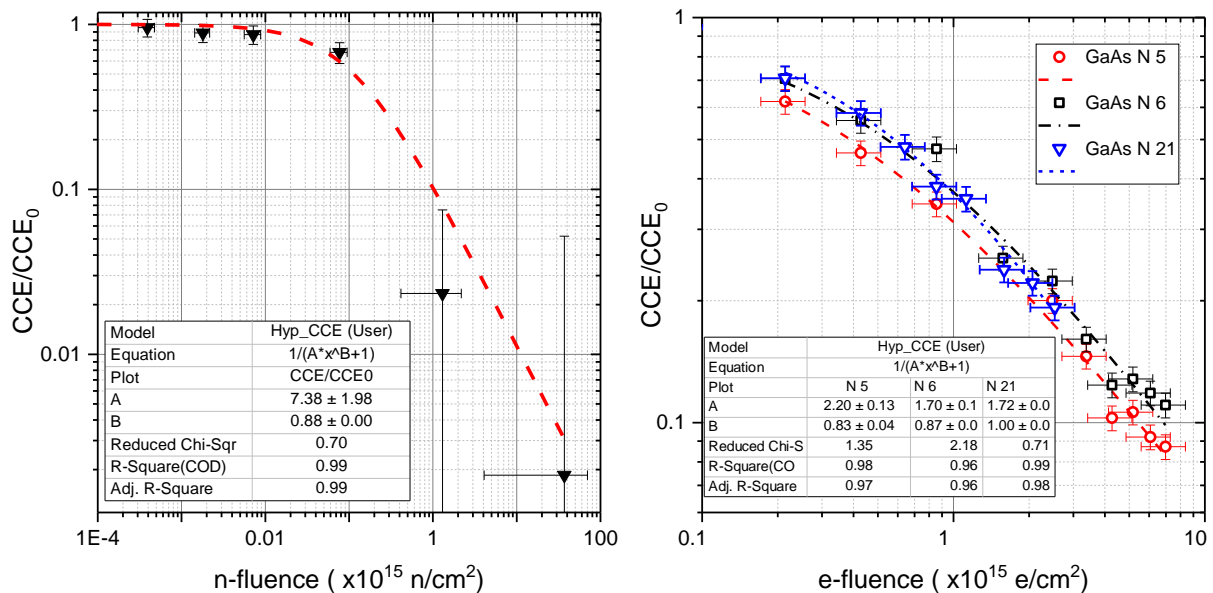 1
0.1
0.01
CCE/CCE0
Model Hyp_CCE (User)
Equation 1/(A*x^B+1)
Plot CCE/CCE0
A 7.38 ± 1.98
B 0.88 ± 0.00
Reduced Chi-Sqr 0.70
R-Square(COD) 0.99
Adj. R-Square 0.99
1E-4 0.01 1 100
n-fluence ( x10^15 n/cm^2)
1
0.1
CCE/CCE0
GaAs N 5
GaAs N 6
GaAs N 21
Model Hyp_CCE (User)
Equation 1/(A*x^B+1)
Plot N 5 N 6 N 21
A 2.20 ± 0.13 1.70 ± 0.1 1.72 ± 0.0
B 0.83 ± 0.04 0.87 ± 0.0 1.00 ± 0.0
Reduced Chi-S 1.35 2.18 0.71
R-Square(CO 0.98 0.96 0.99
Adj. R-Square 0.97 0.96 0.98
0.1 1 10
e-fluence ( x10^15 e/cm^2)